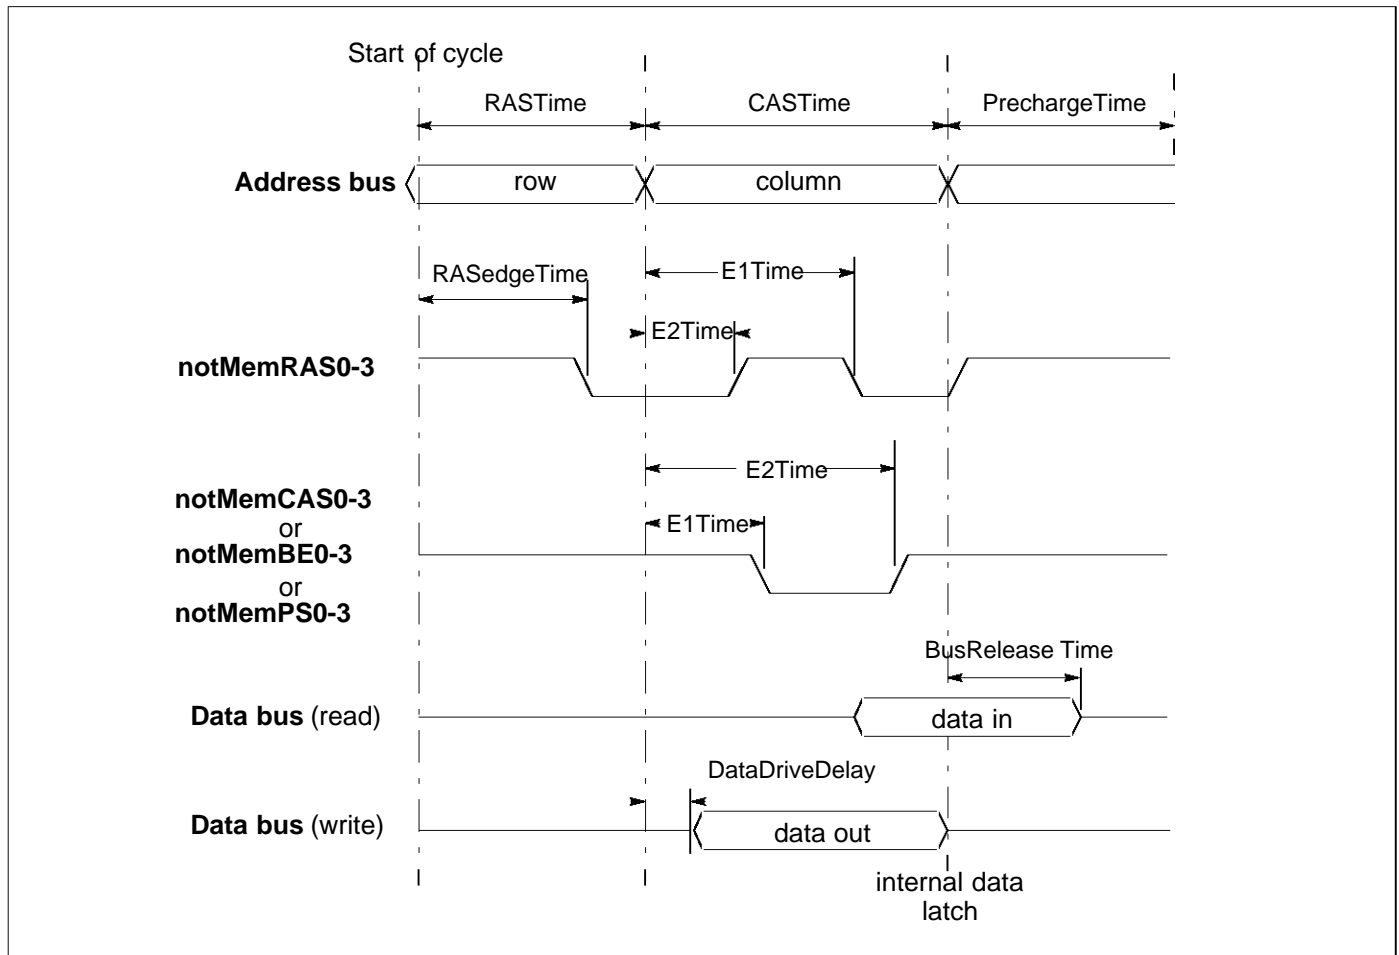 Start of cycle
RASTime CASTime PrechargeTime
Address bus row column
RASedgeTime E1Time
E2Time
notMemRAS0-3
E2Time
notMemCAS0-3
or E1Time
notMemBE0-3
or
notMemPS0-3
BusRelease Time
Data bus (read) data in
DataDriveDelay
Data bus (write) data out
internal data
latch